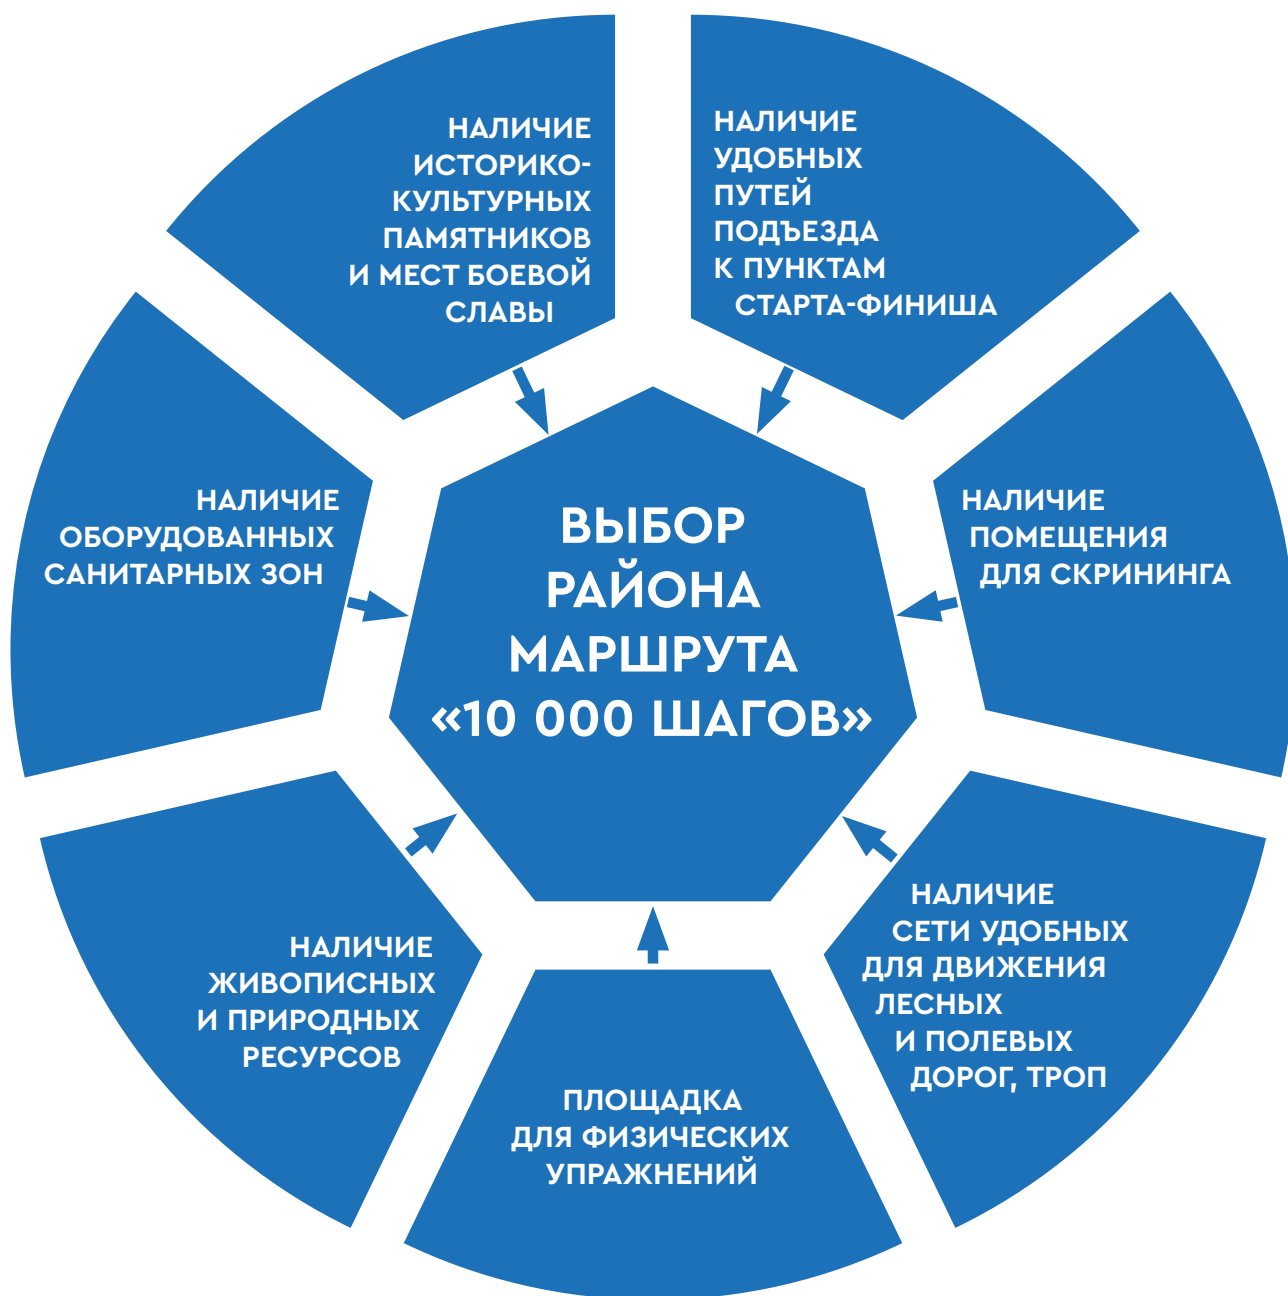 НАЛИЧИЕ
ИСТОРИКО-
КУЛЬТУРНЫХ
ПАМЯТНИКОВ
И МЕСТ БОЕВОЙ
СЛАВЫ
НАЛИЧИЕ
УДОБНЫХ
ПУТЕЙ
ПОДЪЕЗДА
К ПУНКТАМ
СТАРТА-ФИНИША
НАЛИЧИЕ
ОБОРУДОВАННЫХ
САНИТАРНЫХ ЗОН
ВЫБОР
РАЙОНА
МАРШРУТА
«10 000 ШАГОВ»
НАЛИЧИЕ
ПОМЕЩЕНИЯ
ДЛЯ СКРИНИНГА
НАЛИЧИЕ
ЖИВОПИСНЫХ
И ПРИРОДНЫХ
РЕСУРСОВ
ПЛОЩАДКА
ДЛЯ ФИЗИЧЕСКИХ
УПРАЖНЕНИЙ
НАЛИЧИЕ
СЕТИ УДОБНЫХ
ДЛЯ ДВИЖЕНИЯ
ЛЕСНЫХ
И ПОЛЕВЫХ
ДОРОГ, ТРОП